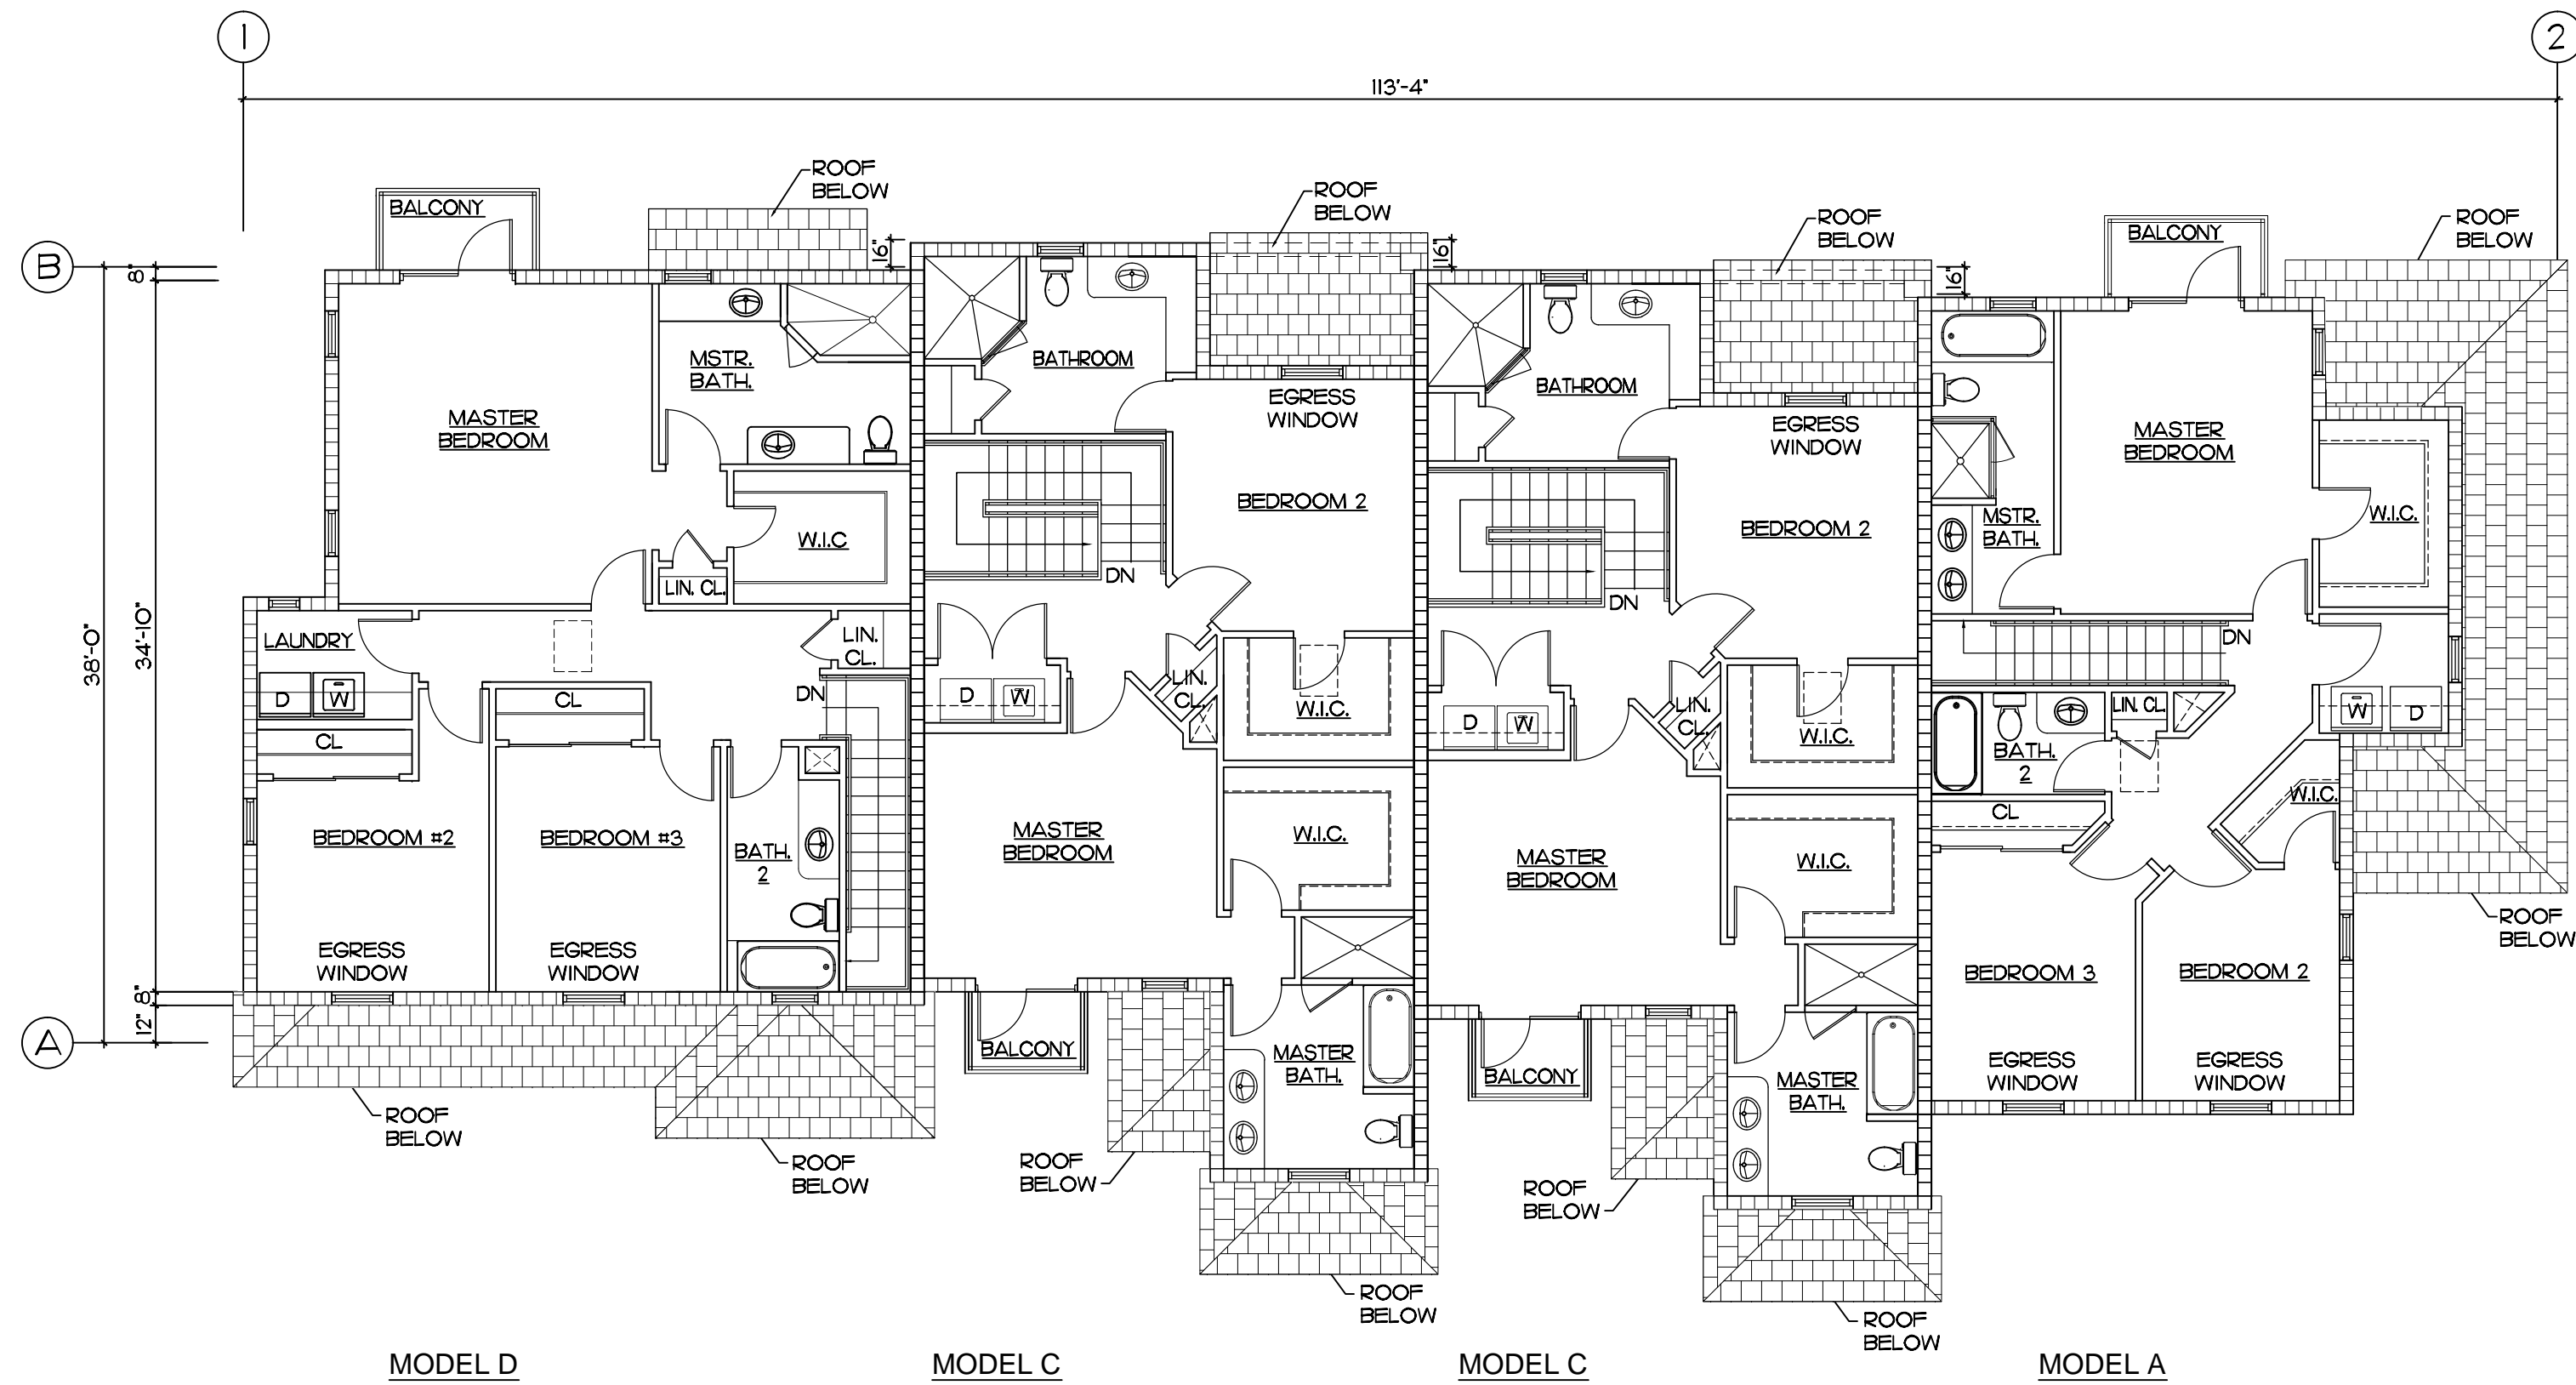 1
2
113'-4"
ROOF
BELOW
ROOF
BELOW
ROOF
BELOW
ROOF
BELOW
BALCONY
BALCONY
B
8"
16"
16"
16"
38'-0"
34'-10"
8"
12"
A
MASTER
BEDROOM
MSTR.
BATH.
W.I.C
LIN. CL.
LAUNDRY
D
W
CL
CL
LIN.
CL.
DN
BEDROOM #2
BEDROOM #3
BATH.
2
EGRESS
WINDOW
EGRESS
WINDOW
ROOF
BELOW
ROOF
BELOW
BATHROOM
EGRESS
WINDOW
BEDROOM 2
DN
D
W
LIN.
CL.
W.I.C.
MASTER
BEDROOM
W.I.C.
BALCONY
MASTER
BATH.
ROOF
BELOW
ROOF
BELOW
BATHROOM
EGRESS
WINDOW
BEDROOM 2
DN
D
W
LIN.
CL.
W.I.C.
MASTER
BEDROOM
W.I.C.
BALCONY
MASTER
BATH.
ROOF
BELOW
ROOF
BELOW
MASTER
BEDROOM
MSTR.
BATH.
W.I.C.
DN
W
D
LIN. CL.
BATH.
2
CL
W.I.C.
BEDROOM 3
BEDROOM 2
EGRESS
WINDOW
EGRESS
WINDOW
ROOF
BELOW
MODEL D
MODEL C
MODEL C
MODEL A